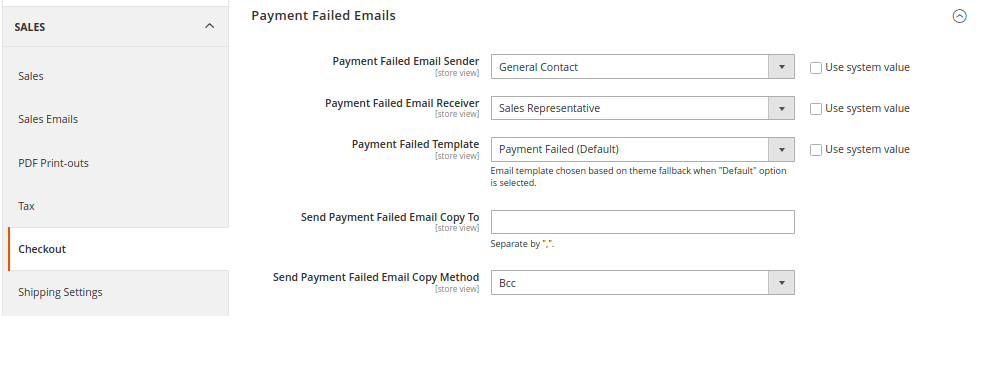 SALES
Sales
Sales Emails
PDF Print-outs
Tax
Checkout
Shipping Settings
Payment Failed Emails
Payment Failed Email Sender
[store view]
General Contact
Use system value
Payment Failed Email Receiver
[store view]
Sales Representative
Use system value
Payment Failed Template
[store view]
Payment Failed (Default)
Use system value
Email template chosen based on theme fallback when "Default" option
is selected.
Send Payment Failed Email Copy To
[store view]
Separate by ",".
Send Payment Failed Email Copy Method
[store view]
Bcc